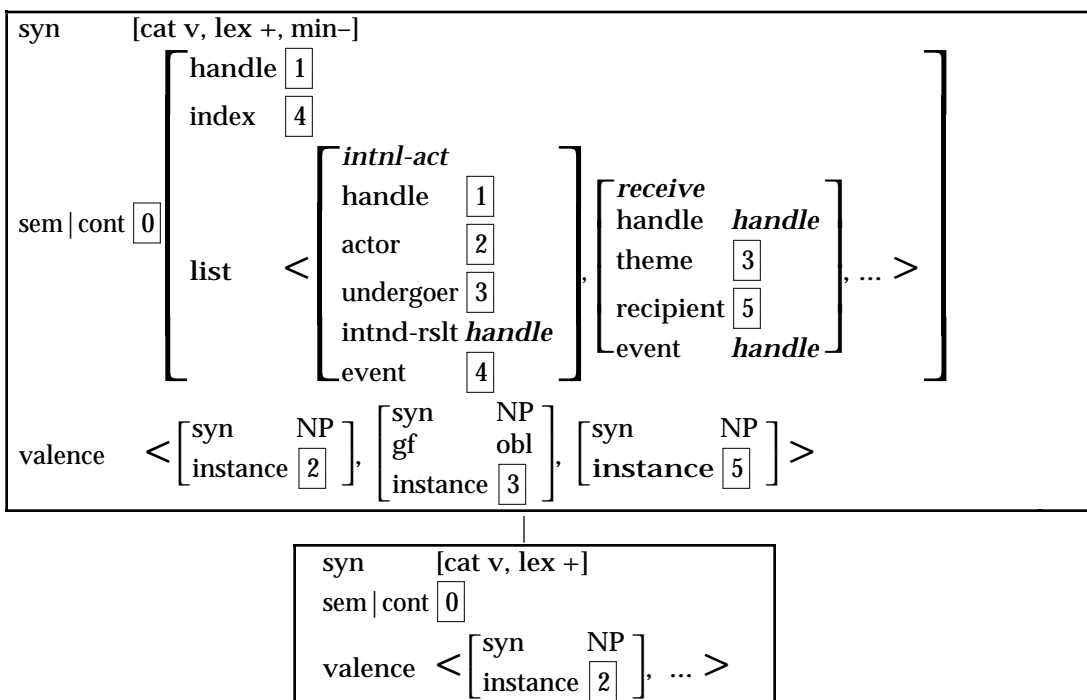 syn [cat v, lex +, min–]
handle 1
index 4
sem|cont 0
list <
intnl-act
handle 1
actor 2
undergoer 3
intnd-rslt handle
event 4
,
receive
handle handle
theme 3
recipient 5
event handle
, ... >
valence < [syn NP instance 2], [syn NP gf obl instance 3], [syn NP instance 5] >
syn [cat v, lex +]
sem|cont 0
valence < [syn NP instance 2], ... >